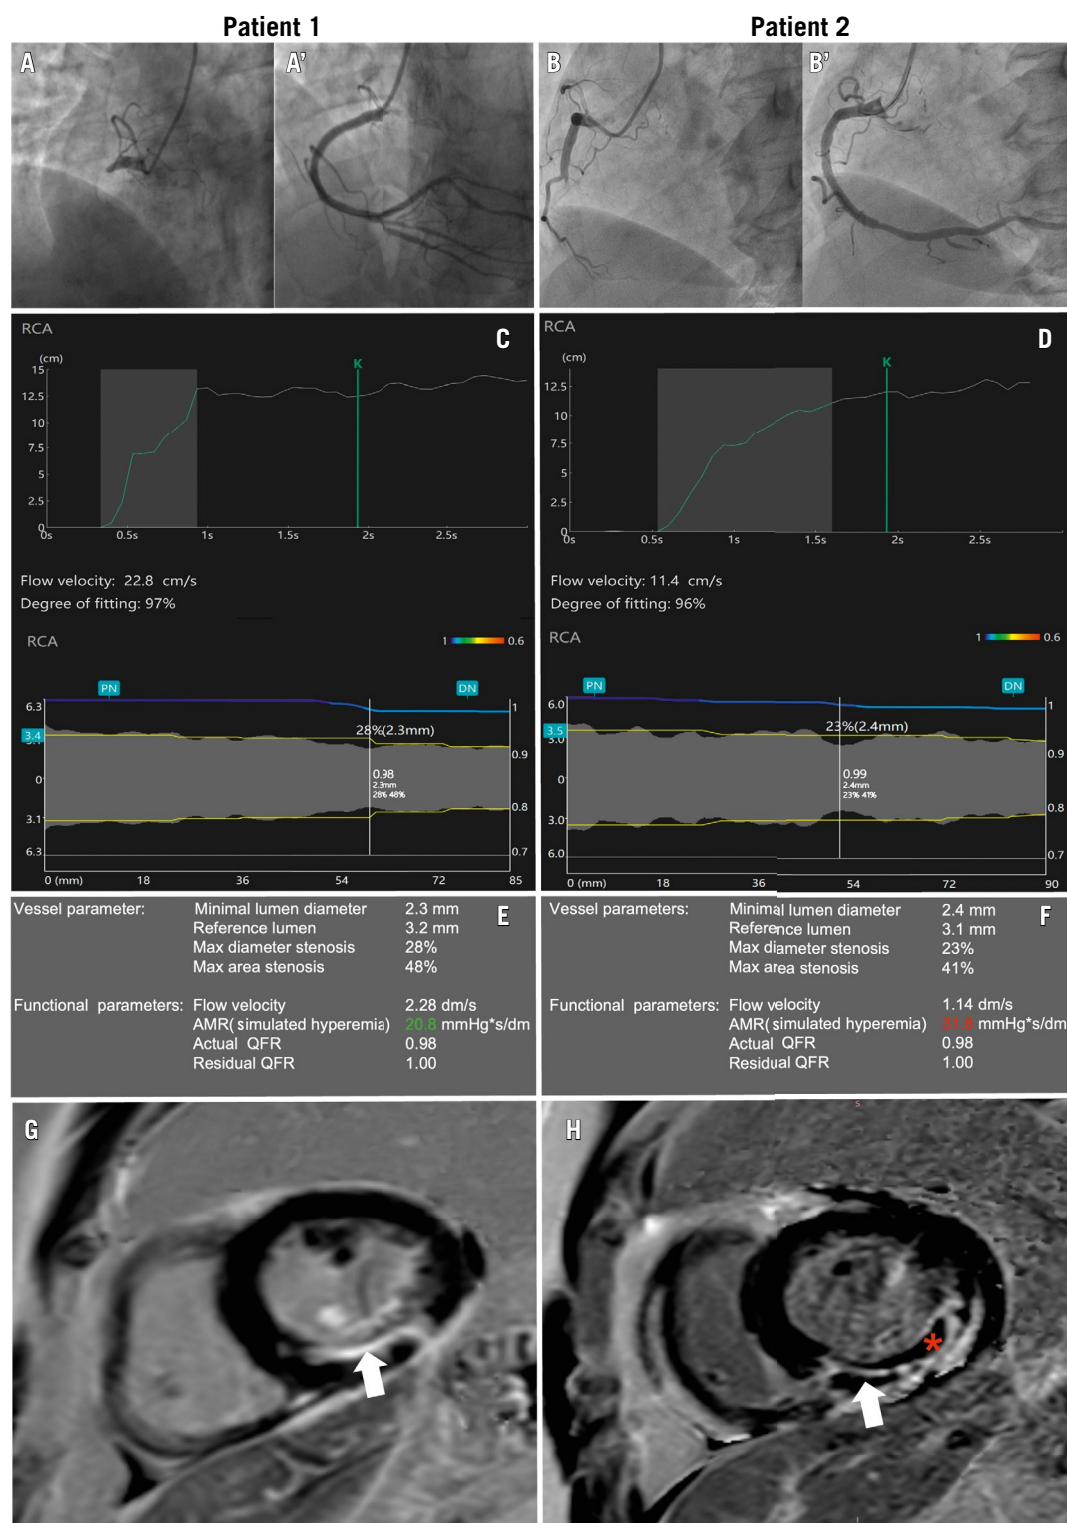 Patient 1
Patient 2
A
A'
B
B'
RCA
C
(cm)
K
15
12.5
10
7.5
5
2.5
0
0s
0.5s
1s
1.5s
2s
2.5s
Flow velocity: 22.8 cm/s
Degree of fitting: 97%
RCA
1
0.6
PN
DN
6.3
1
28%(2.3mm)
3.4
0.9
0.98
2.3mm
28% 48%
0
0.8
3.1
6.3
0.7
0 (mm)
18
36
54
72
85
RCA
D
(cm)
K
12.5
10
7.5
5
2.5
0
0s
0.5s
1s
1.5s
2s
2.5s
Flow velocity: 11.4 cm/s
Degree of fitting: 96%
RCA
1
0.6
PN
DN
6.0
1
23%(2.4mm)
3.5
3.0
0.9
0.99
2.4mm
23% 41%
0
0.8
3.0
6.0
0.7
0 (mm)
18
36
54
72
90
Vessel parameter:
Minimal lumen diameter 2.3 mm
E
Reference lumen 3.2 mm
Max diameter stenosis 28%
Max area stenosis 48%
Functional parameters:
Flow velocity 2.28 dm/s
AMR(simulated hyperemia) 20.8 mmHg*s/dm
Actual QFR 0.98
Residual QFR 1.00
Vessel parameters:
Minimal lumen diameter 2.4 mm
F
Reference lumen 3.1 mm
Max diameter stenosis 23%
Max area stenosis 41%
Functional parameters:
Flow velocity 1.14 dm/s
AMR(simulated hyperemia) 31.8 mmHg*s/dm
Actual QFR 0.98
Residual QFR 1.00
G
H
S
*